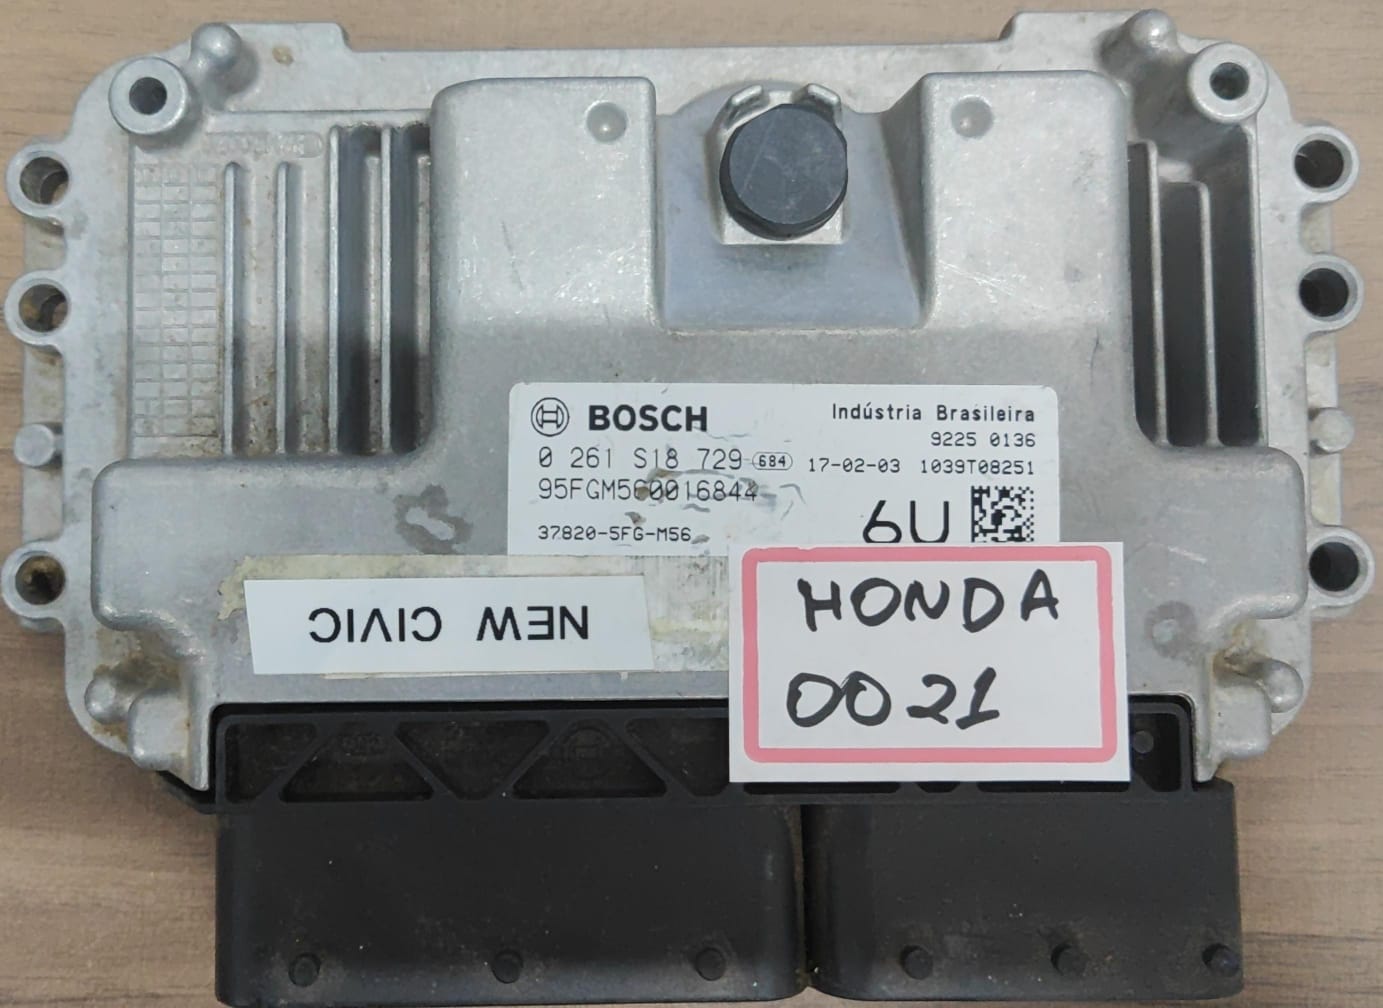 BOSCH
Indústria Brasileira
9225 0136
0 261 S18 729 684 17-02-03 1039T08251
95FGM5G0016844
37820-5FG-M56
6U
NEW CIVIC
HONDA
0021